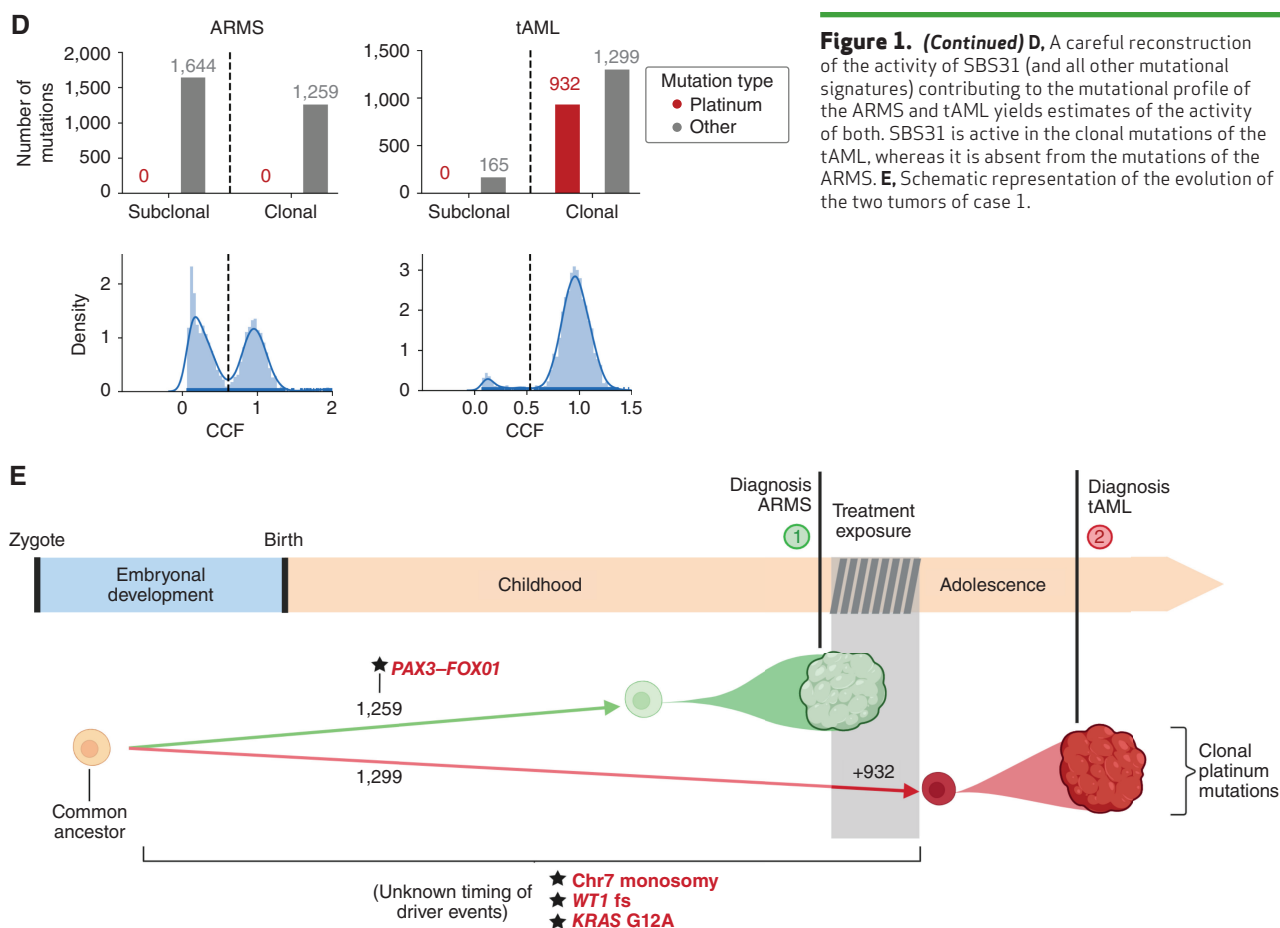 D
ARMS
Number of
mutations
2,000
1,500
1,000
500
0
0
1,644
0
1,259
Subclonal
Clonal
tAML
1,500
1,000
500
0
0
165
932
1,299
Subclonal
Clonal
Mutation type
Platinum
Other
Density
2
1
0
0
1
2
CCF
3
2
1
0
0.0
0.5
1.0
1.5
CCF
Figure 1. (Continued) D, A careful reconstruction
of the activity of SBS31 (and all other mutational
signatures) contributing to the mutational profile of
the ARMS and tAML yields estimates of the activity
of both. SBS31 is active in the clonal mutations of the
tAML, whereas it is absent from the mutations of the
ARMS. E, Schematic representation of the evolution of
the two tumors of case 1.
E
Zygote
Birth
Diagnosis
ARMS
1
Treatment
exposure
Diagnosis
tAML
2
Embryonal
development
Childhood
Adolescence
PAX3–FOX01
1,259
1,299
+932
Common
ancestor
Clonal
platinum
mutations
(Unknown timing of
driver events)
Chr7 monosomy
WT1 fs
KRAS G12A